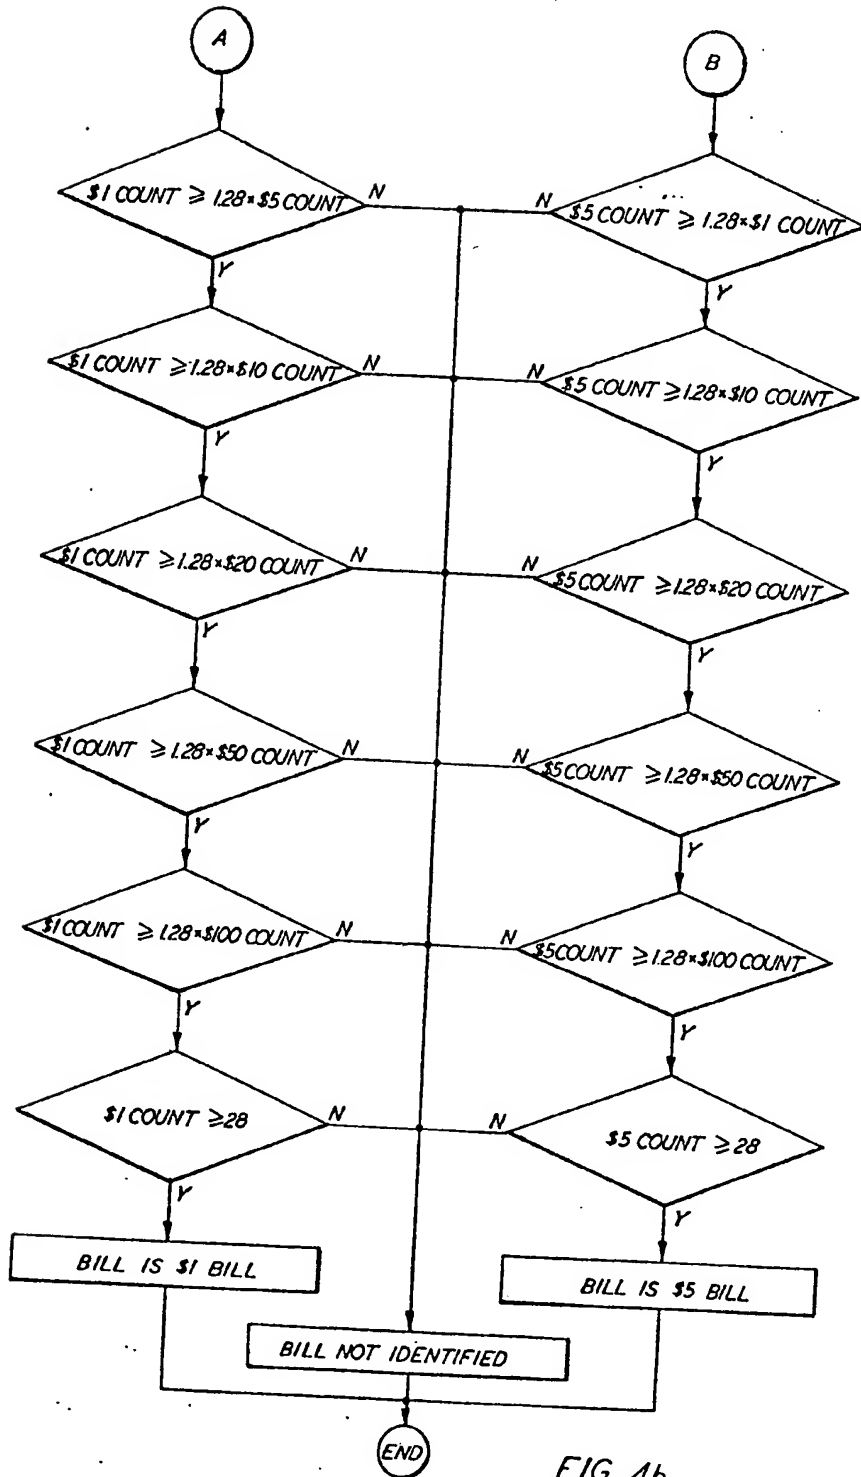 A
B
$1 COUNT ≥ 1.28×$5 COUNT
N
N
$5 COUNT ≥ 1.28×$1 COUNT
Y
Y
$1 COUNT ≥ 1.28×$10 COUNT
N
N
$5 COUNT ≥ 1.28×$10 COUNT
Y
Y
$1 COUNT ≥ 1.28×$20 COUNT
N
N
$5 COUNT ≥ 1.28×$20 COUNT
Y
Y
$1 COUNT ≥ 1.28×$50 COUNT
N
N
$5 COUNT ≥ 1.28×$50 COUNT
Y
Y
$1 COUNT ≥ 1.28×$100 COUNT
N
N
$5 COUNT ≥ 1.28×$100 COUNT
Y
Y
$1 COUNT ≥28
N
N
$5 COUNT ≥28
Y
Y
BILL IS $1 BILL
BILL IS $5 BILL
BILL NOT IDENTIFIED
END
FIG. 4b